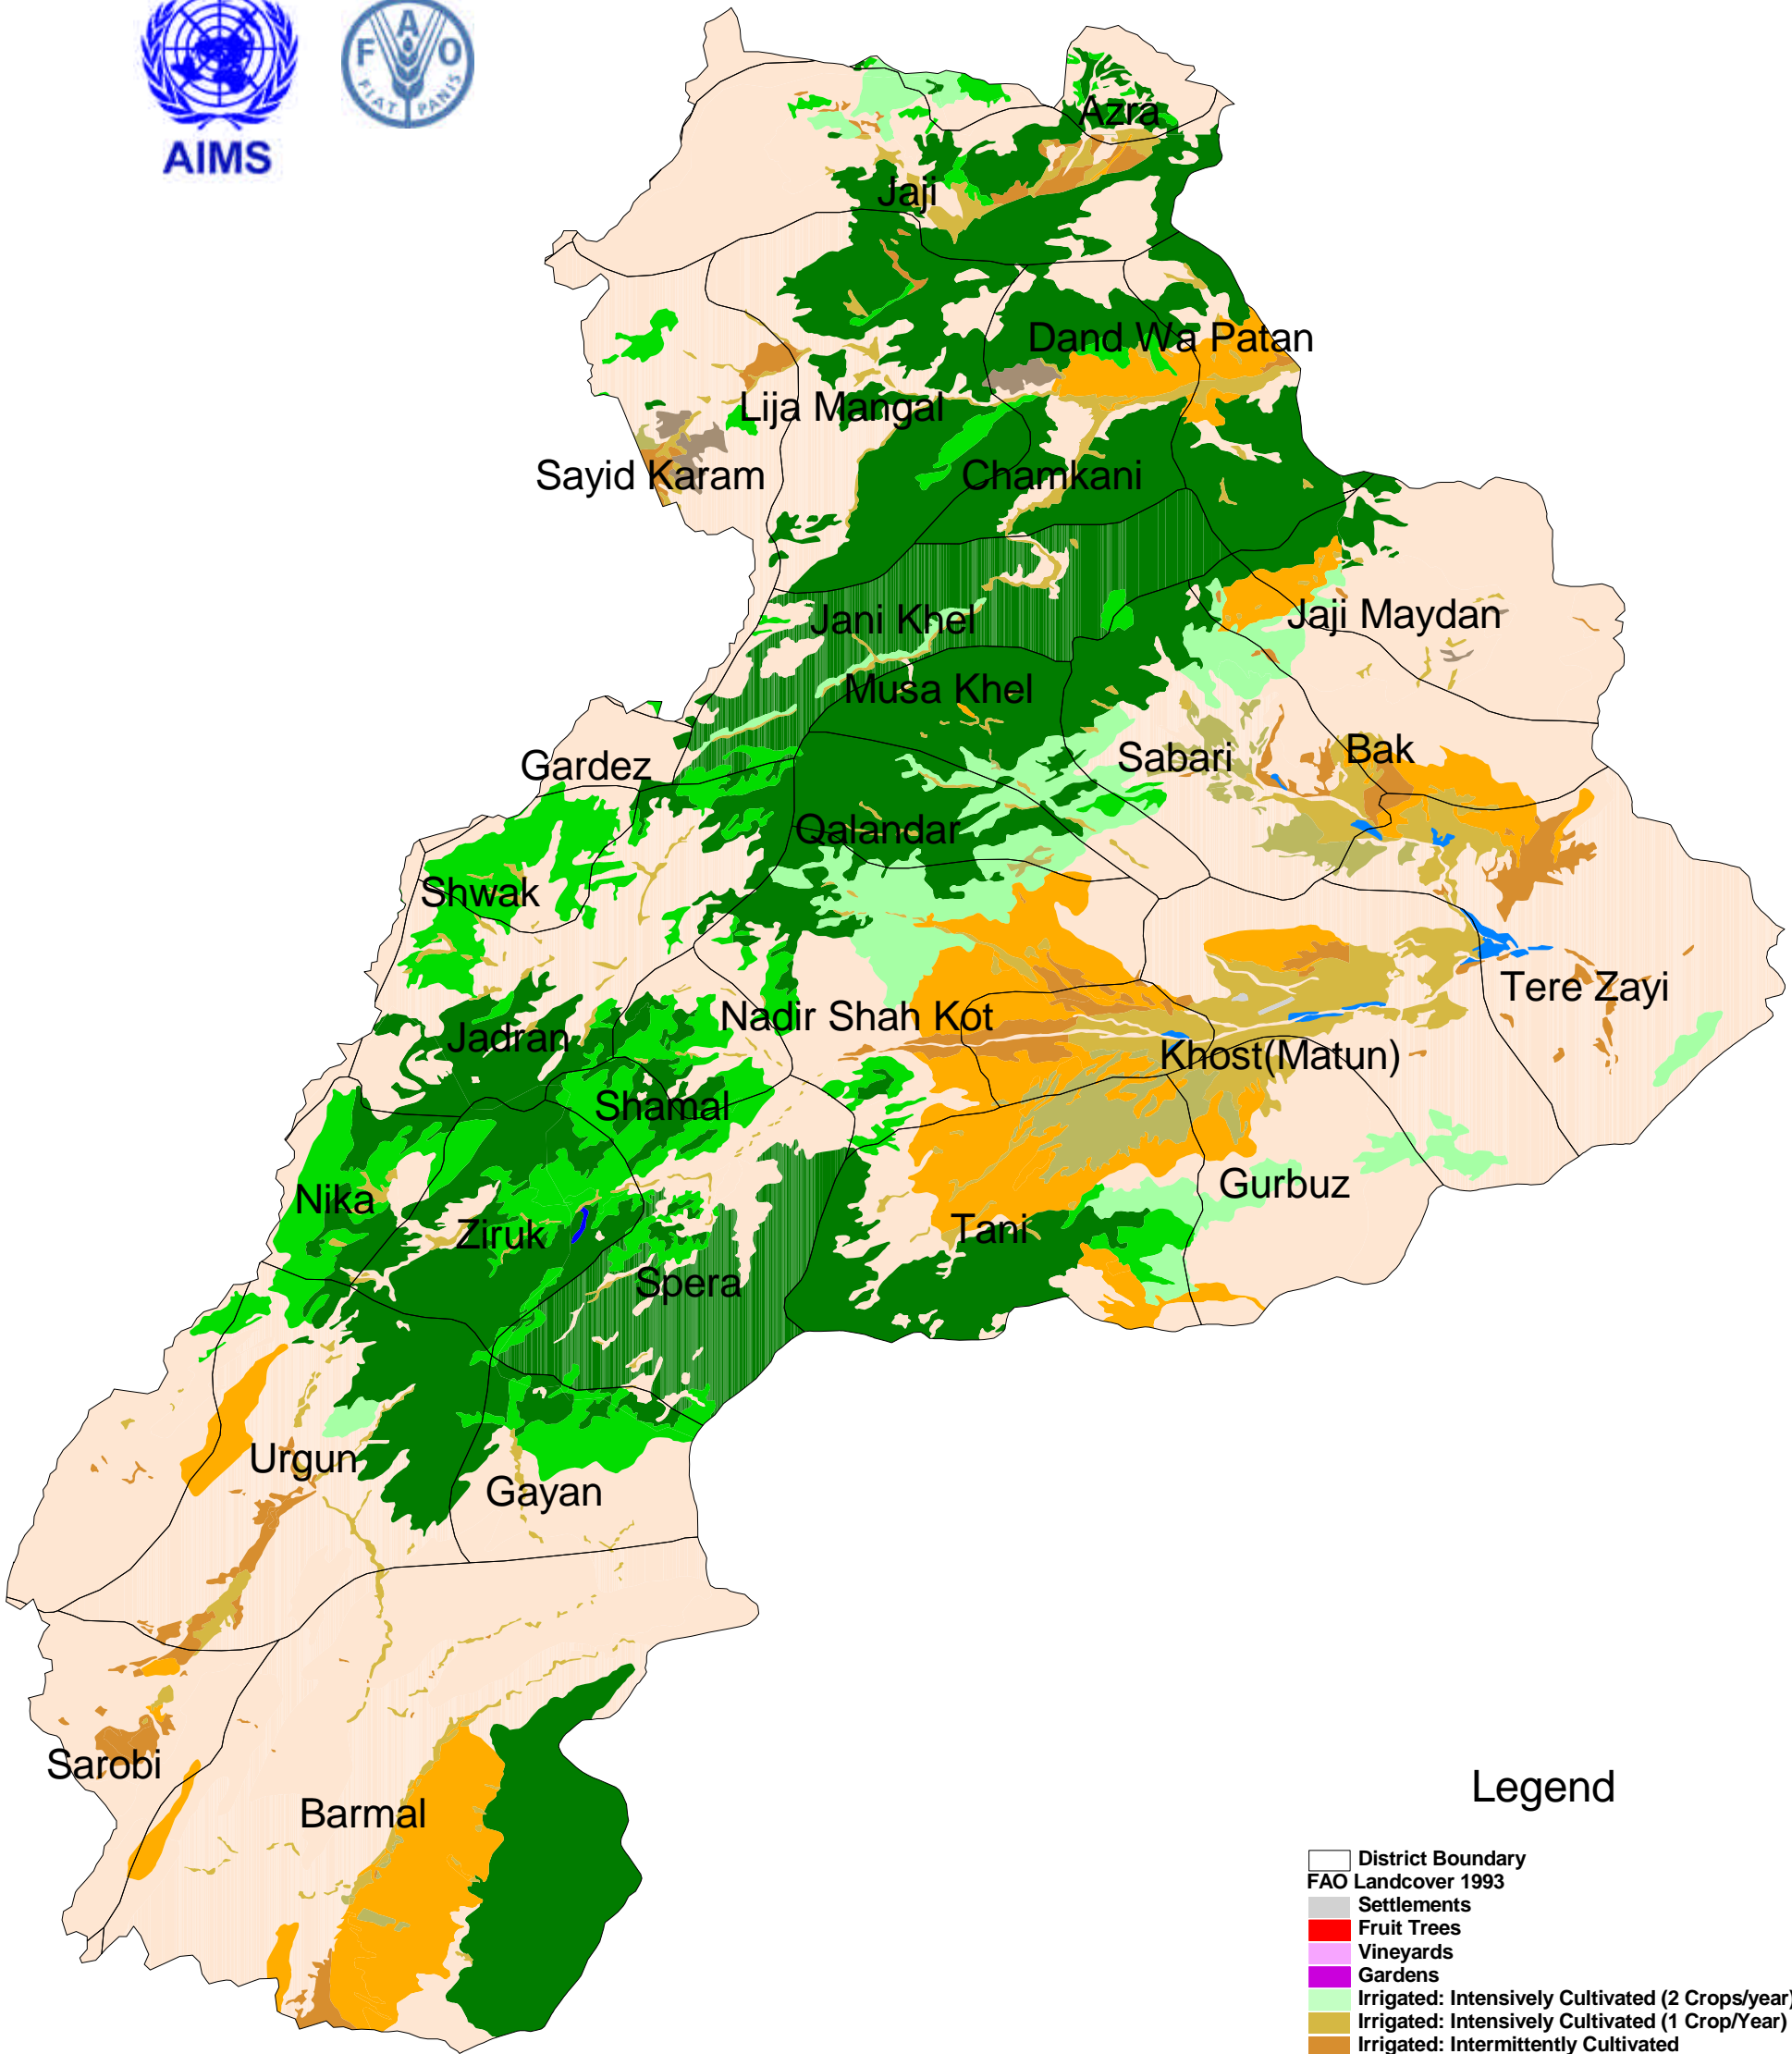 FAO
FIAT PANIS
AIMS
Azra
Jaji
Dand Wa Patan
Lija Mangal
Sayid Karam
Chamkani
Jani Khel
Jaji Maydan
Musa Khel
Sabari
Bak
Gardez
Qalandar
Shwak
Tere Zayi
Nadir Shah Kot
Jadran
Khost(Matun)
Shamal
Gurbuz
Nika
Ziruk
Tani
Spera
Urgun
Gayan
Sarobi
Barmal
Legend
District Boundary
FAO Landcover 1993
Settlements
Fruit Trees
Vineyards
Gardens
Irrigated: Intensively Cultivated (2 Crops/year)
Irrigated: Intensively Cultivated (1 Crop/Year)
Irrigated: Intermittently Cultivated